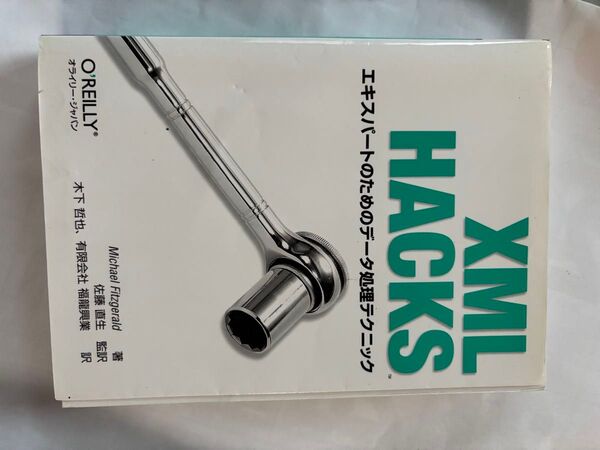 XML
HACKS™
エキスパートのためのデータ処理テクニック
Michael Fitzgerald 著
佐藤 直生 監訳
木下 哲也、有限会社 福龍興業 訳
O'REILLY®
オライリー・ジャパン